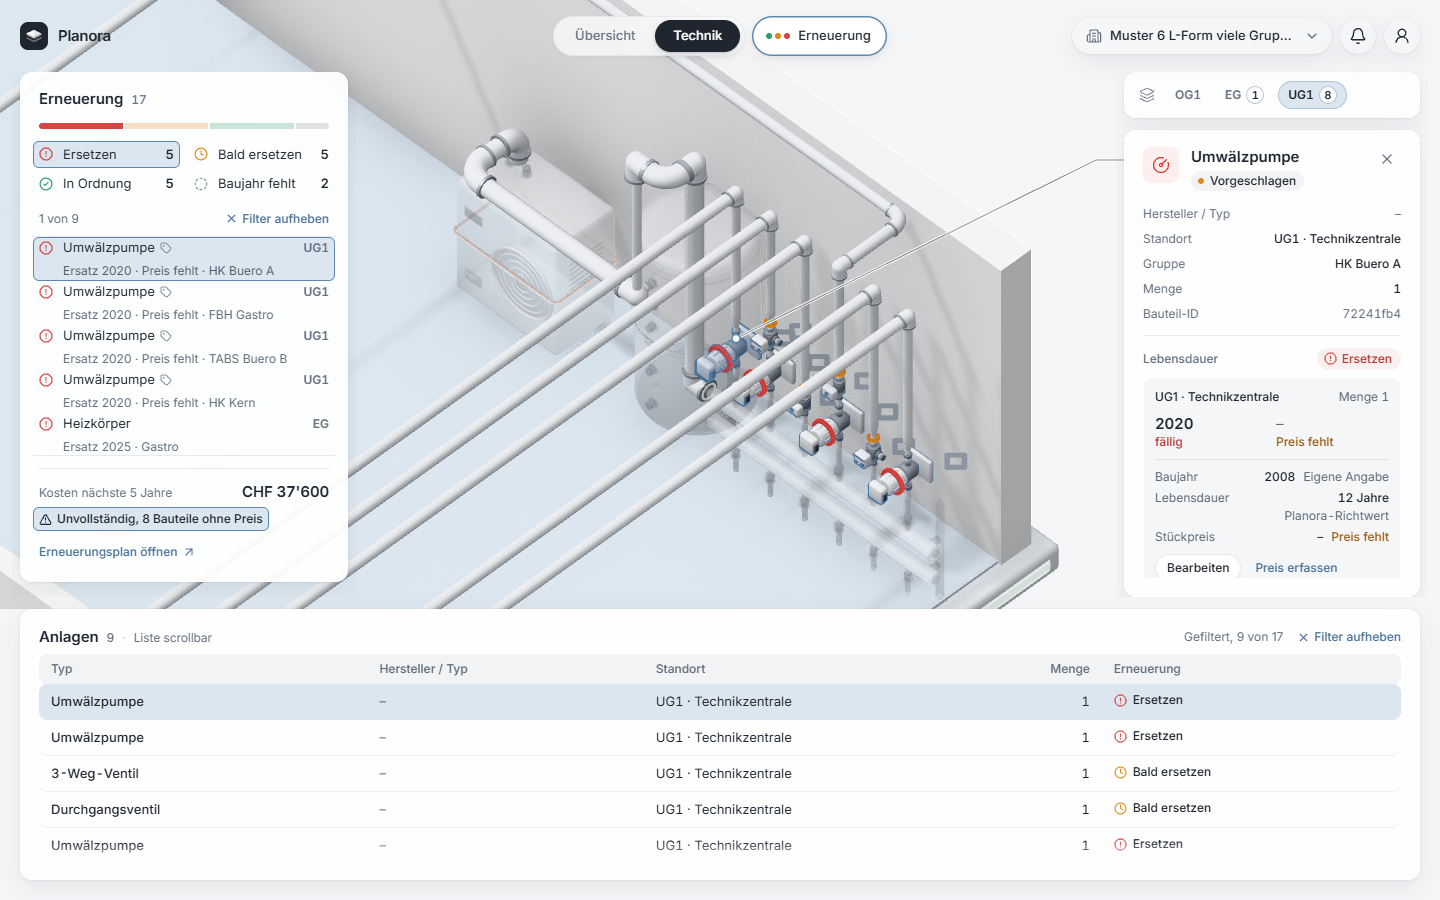 Planora
Übersicht
Technik
Erneuerung
Muster 6 L-Form viele Grup...
Erneuerung 17
Ersetzen 5
Bald ersetzen 5
In Ordnung 5
Baujahr fehlt 2
1 von 9
Filter aufheben
Umwälzpumpe UG1
Ersatz 2020 · Preis fehlt · HK Buero A
Umwälzpumpe UG1
Ersatz 2020 · Preis fehlt · FBH Gastro
Umwälzpumpe UG1
Ersatz 2020 · Preis fehlt · TABS Buero B
Umwälzpumpe UG1
Ersatz 2020 · Preis fehlt · HK Kern
Heizkörper EG
Ersatz 2025 · Gastro
Kosten nächste 5 Jahre CHF 37'600
Unvollständig, 8 Bauteile ohne Preis
Erneuerungsplan öffnen
OG1
EG 1
UG1 8
Umwälzpumpe
Vorgeschlagen
Hersteller / Typ –
Standort UG1 · Technikzentrale
Gruppe HK Buero A
Menge 1
Bauteil-ID 72241fb4
Lebensdauer Ersetzen
UG1 · Technikzentrale Menge 1
2020 –
fällig Preis fehlt
Baujahr 2008 Eigene Angabe
Lebensdauer 12 Jahre
Planora-Richtwert
Stückpreis – Preis fehlt
Bearbeiten Preis erfassen
Anlagen 9 · Liste scrollbar
Gefiltert, 9 von 17 Filter aufheben
Typ Hersteller / Typ Standort Menge Erneuerung
Umwälzpumpe – UG1 · Technikzentrale 1 Ersetzen
Umwälzpumpe – UG1 · Technikzentrale 1 Ersetzen
3-Weg-Ventil – UG1 · Technikzentrale 1 Bald ersetzen
Durchgangsventil – UG1 · Technikzentrale 1 Bald ersetzen
Umwälzpumpe – UG1 · Technikzentrale 1 Ersetzen